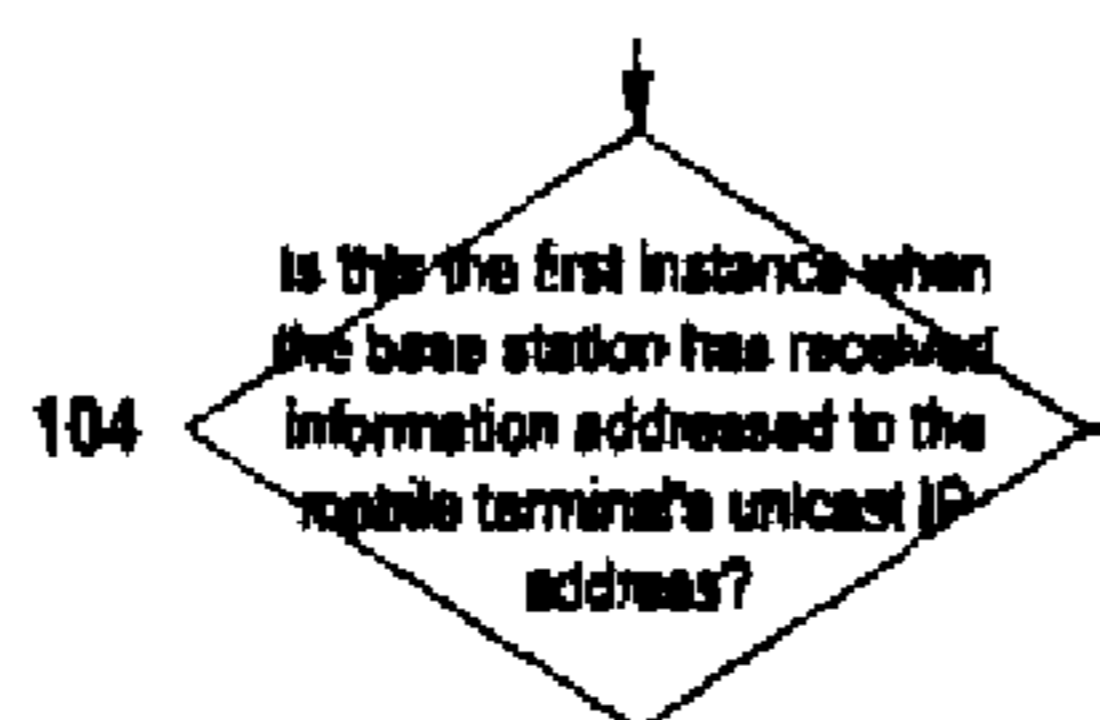 Is this the first instance when
the base station has received
104
information addressed to the
mobile terminal's unicast IP
address?